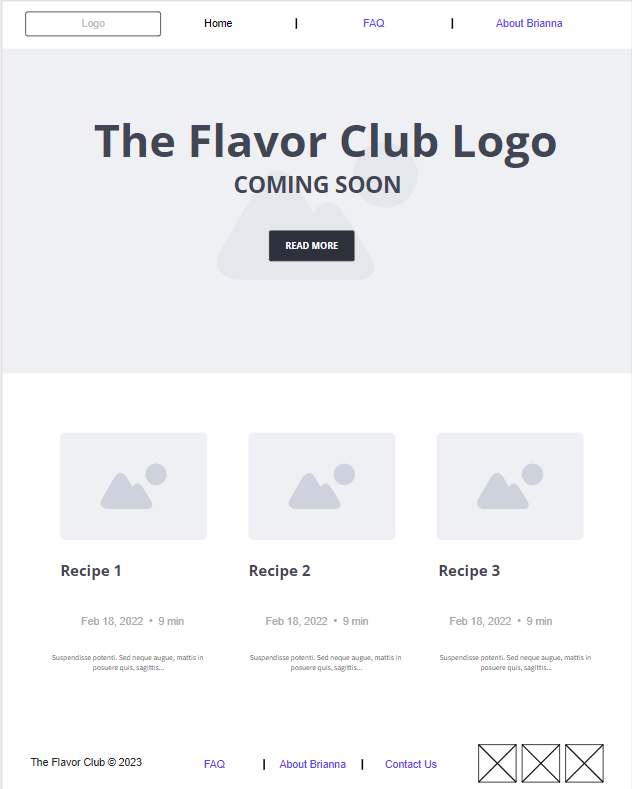 Logo Home | FAQ | About Brianna
The Flavor Club Logo
COMING SOON
READ MORE
Recipe 1
Feb 18, 2022 • 9 min
Suspendisse potenti. Sed neque augue, mattis in
posuere quis, sagittis...
Recipe 2
Feb 18, 2022 • 9 min
Suspendisse potenti. Sed neque augue, mattis in
posuere quis, sagittis...
Recipe 3
Feb 18, 2022 • 9 min
Suspendisse potenti. Sed neque augue, mattis in
posuere quis, sagittis...
The Flavor Club © 2023 FAQ | About Brianna | Contact Us